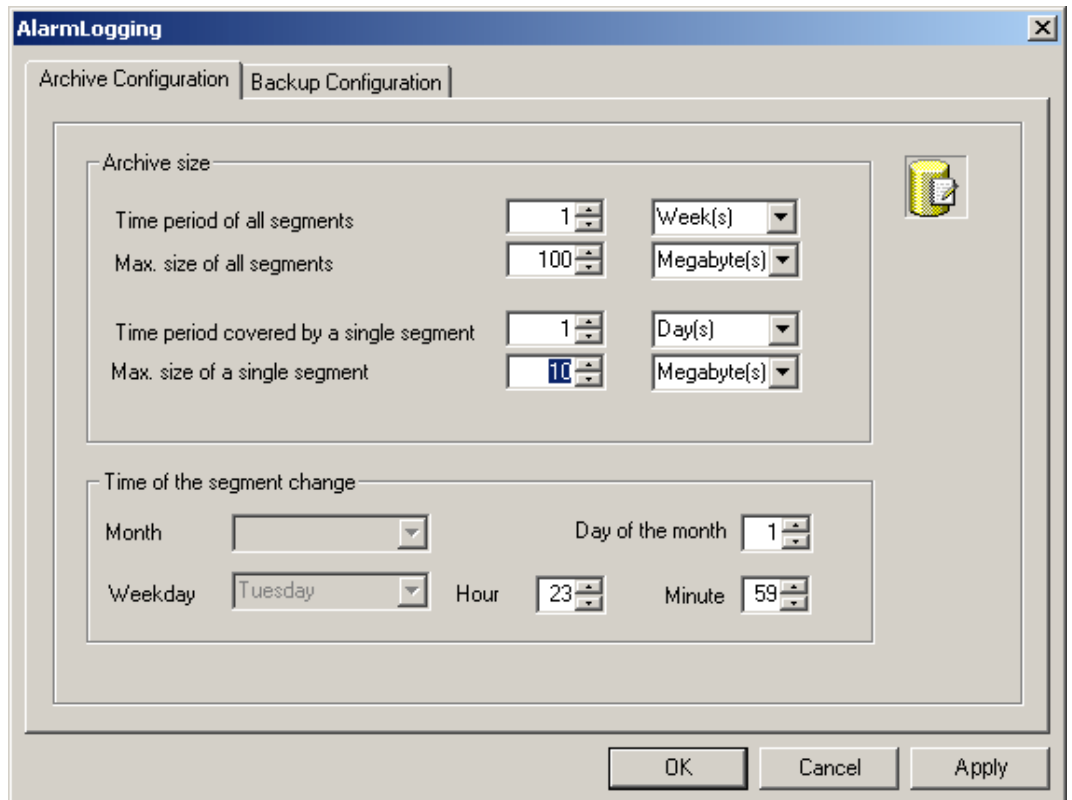 AlarmLogging
Archive Configuration Backup Configuration
Archive size
Time period of all segments 1 Week(s)
Max. size of all segments 100 Megabyte(s)
Time period covered by a single segment 1 Day(s)
Max. size of a single segment 10 Megabyte(s)
Time of the segment change
Month Day of the month 1
Weekday Tuesday Hour 23 Minute 59
OK Cancel Apply